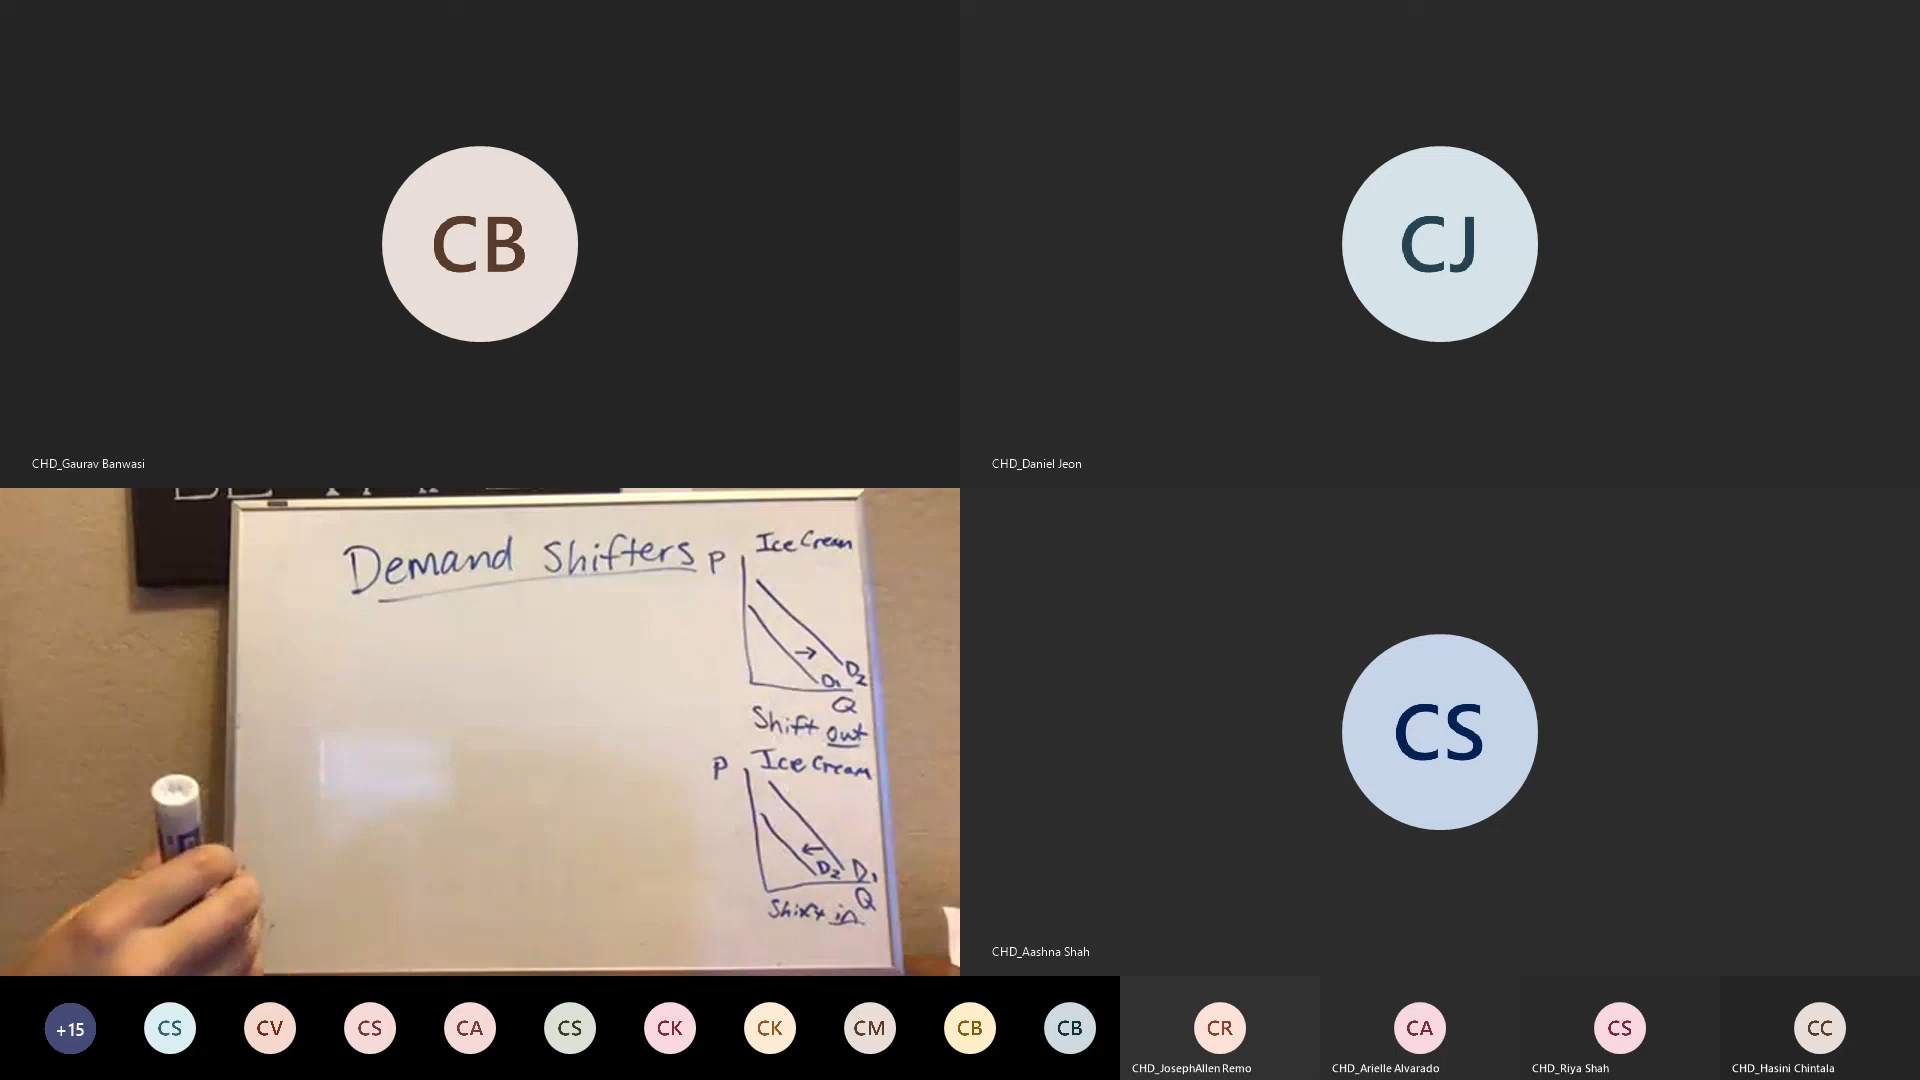 CB
CHD_Gaurav Banwasi
CJ
CHD_Daniel Jeon
Demand Shifters
Ice Cream
P
D1
D2
Q
Shift out
Ice Cream
P
D2
D1
Q
Shift in
CS
CHD_Aashna Shah
+15
CS
CV
CS
CA
CS
CK
CK
CM
CB
CB
CR
CHD_JosephAllen Remo
CA
CHD_Arielle Alvarado
CS
CHD_Riya Shah
CC
CHD_Hasini Chintala